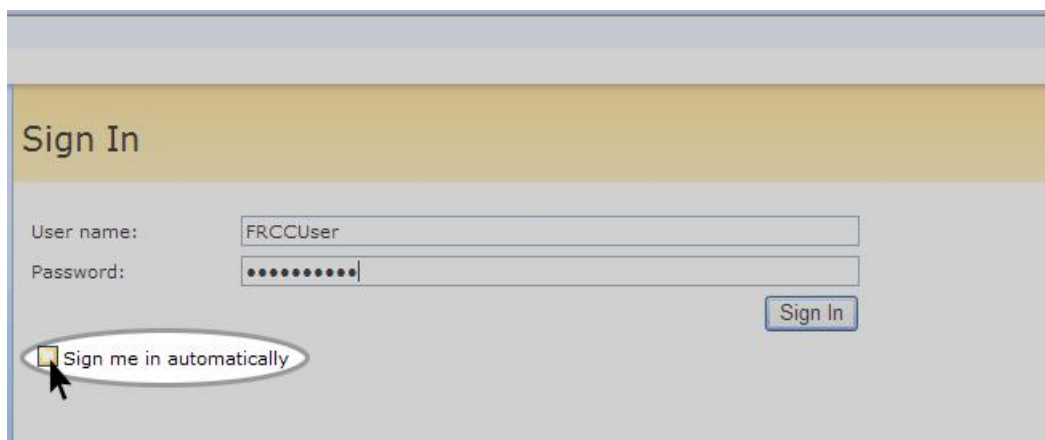 Sign In
User name: FRCCUser
Password: ••••••••••
Sign In
Sign me in automatically